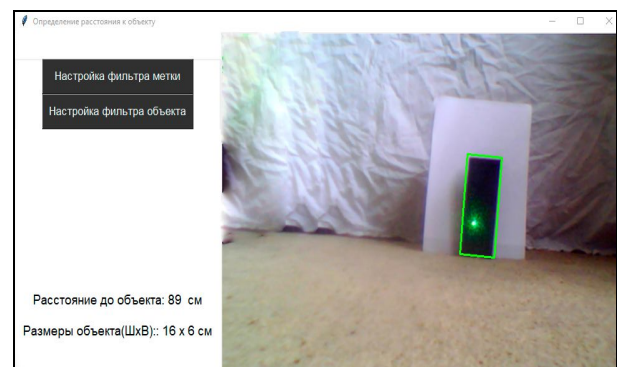 Определение расстояния к объекту
Настройка фильтра метки
Настройка фильтра объекта
Расстояние до объекта: 89 см
Размеры объекта(ШхВ):: 16 x 6 см